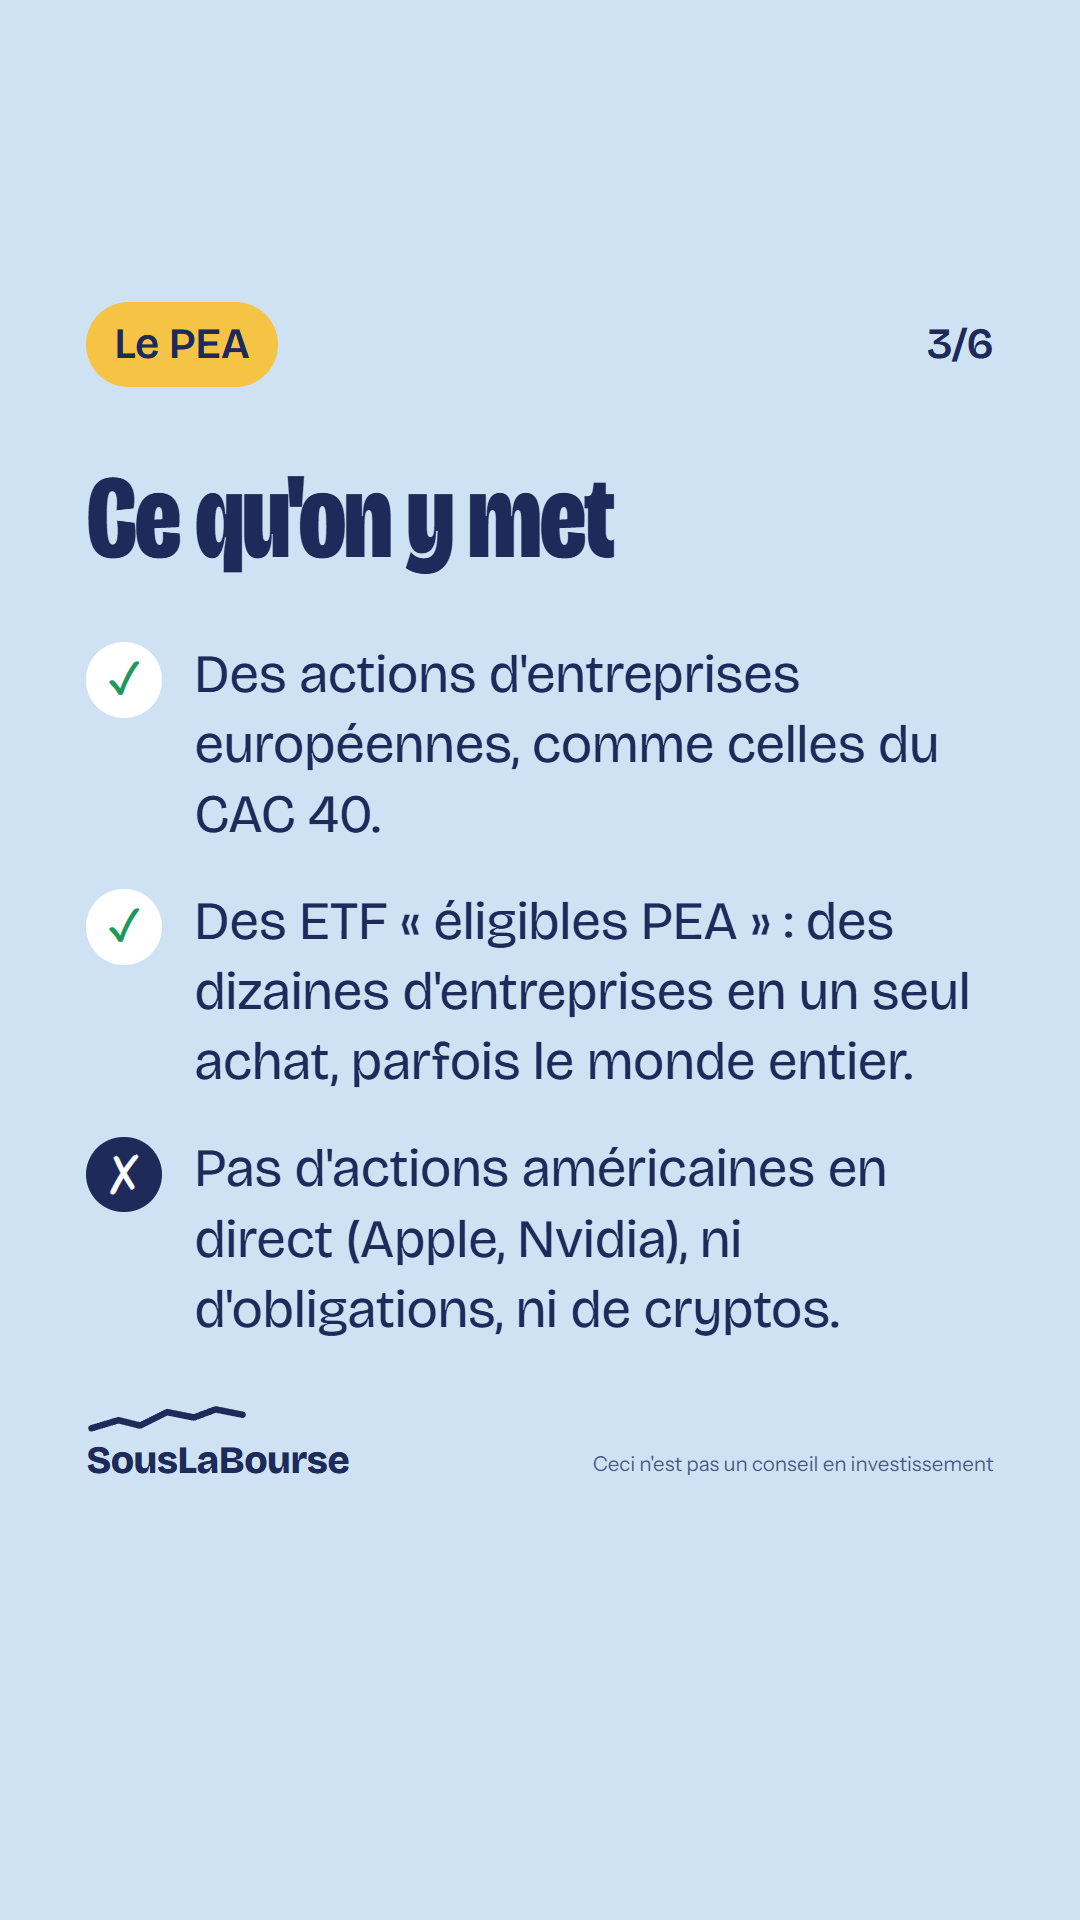 Le PEA
3/6
Ce qu'on y met
✓ Des actions d'entreprises
européennes, comme celles du
CAC 40.
✓ Des ETF « éligibles PEA » : des
dizaines d'entreprises en un seul
achat, parfois le monde entier.
✗ Pas d'actions américaines en
direct (Apple, Nvidia), ni
d'obligations, ni de cryptos.
SousLaBourse
Ceci n'est pas un conseil en investissement